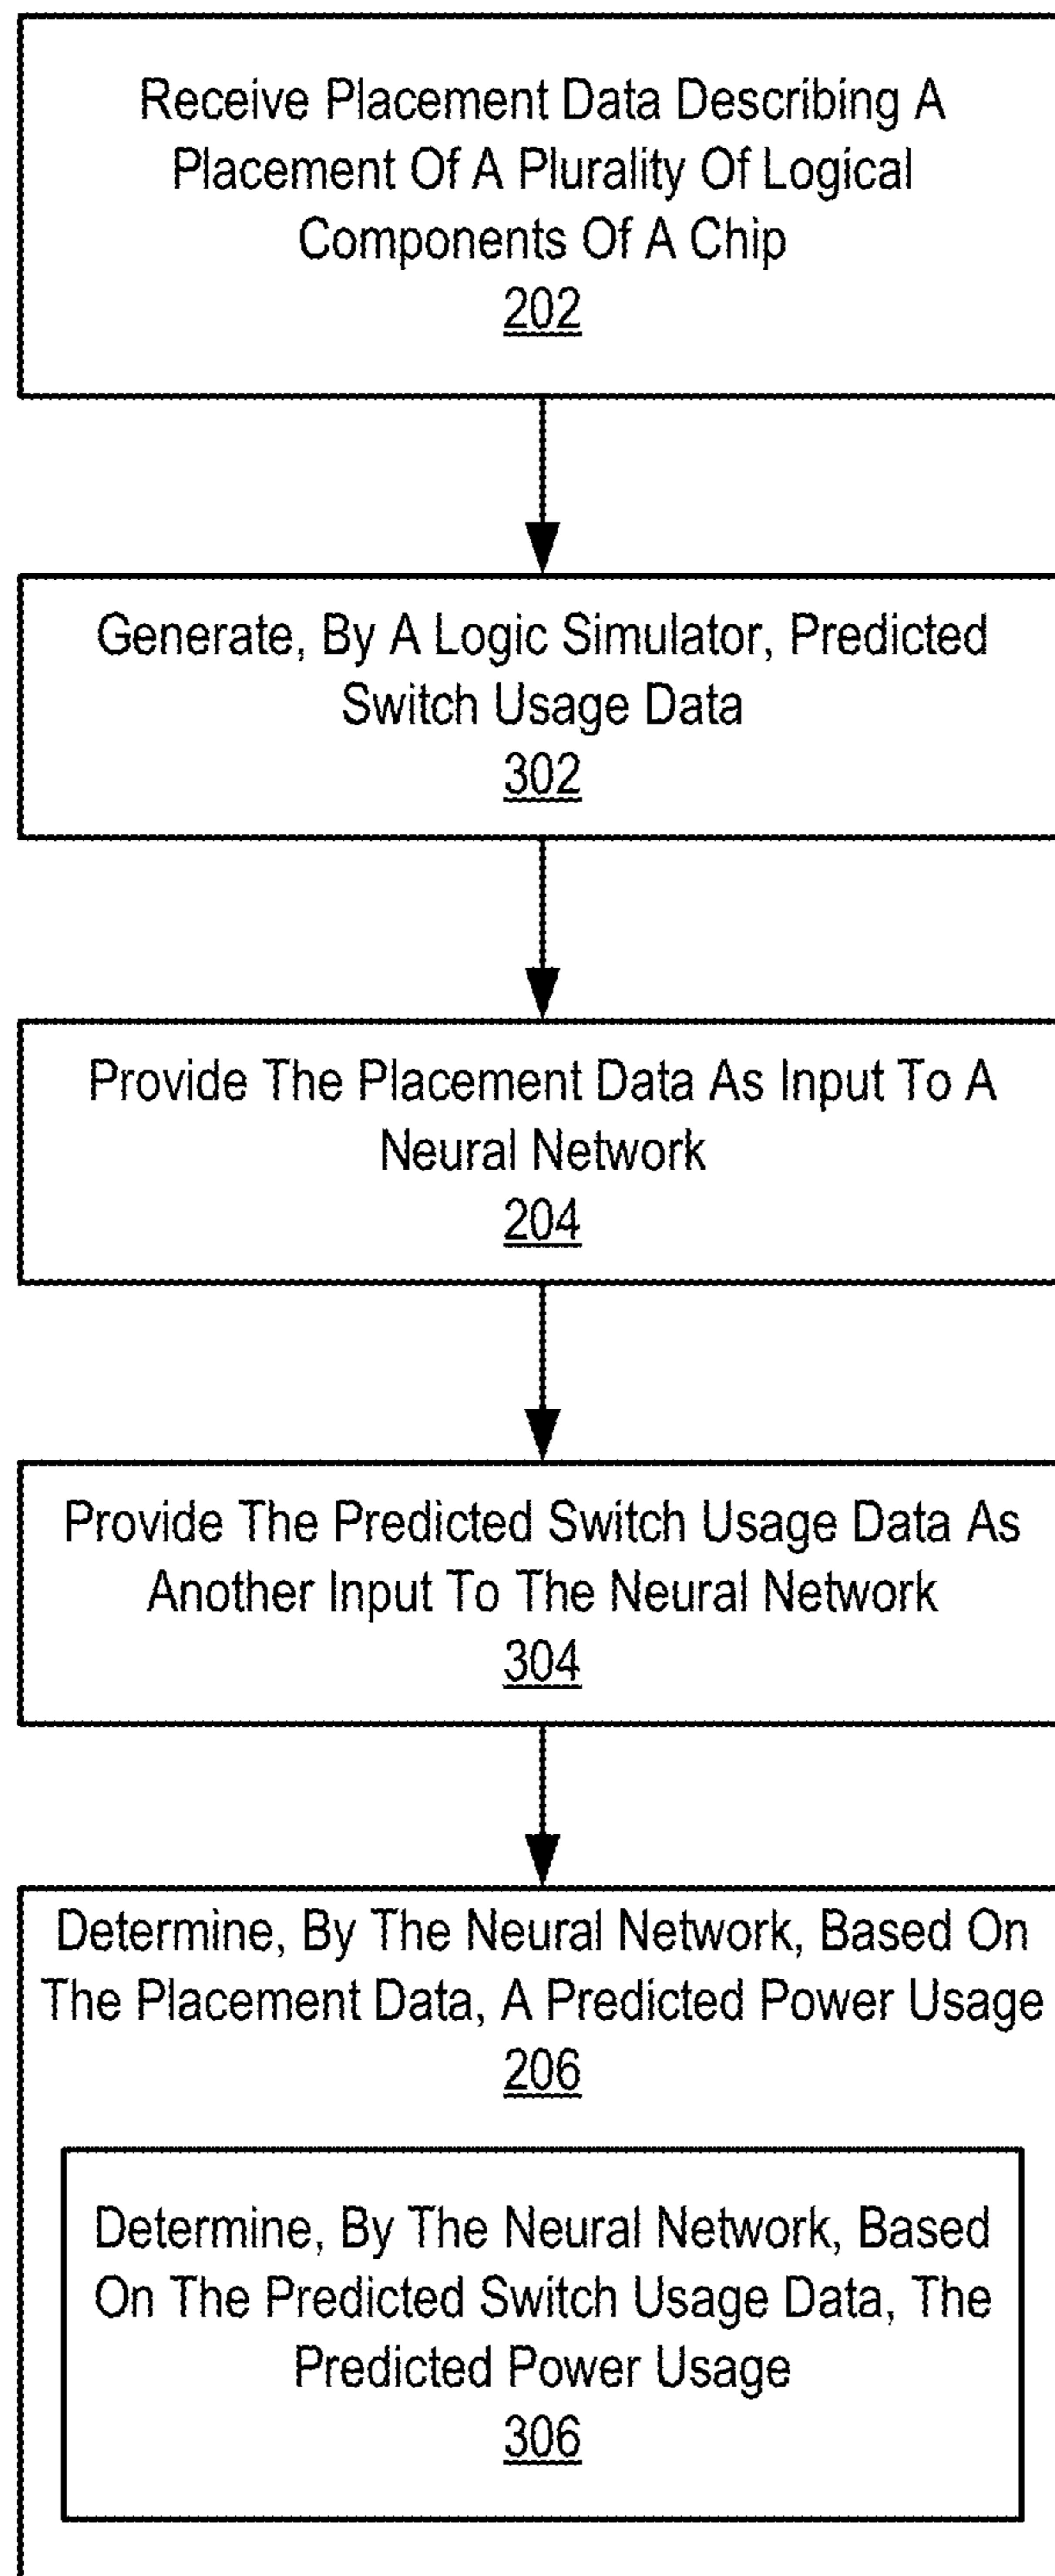 Receive Placement Data Describing A
Placement Of A Plurality Of Logical
Components Of A Chip
202
Generate, By A Logic Simulator, Predicted
Switch Usage Data
302
Provide The Placement Data As Input To A
Neural Network
204
Provide The Predicted Switch Usage Data As
Another Input To The Neural Network
304
Determine, By The Neural Network, Based On
The Placement Data, A Predicted Power Usage
206
Determine, By The Neural Network, Based
On The Predicted Switch Usage Data, The
Predicted Power Usage
306